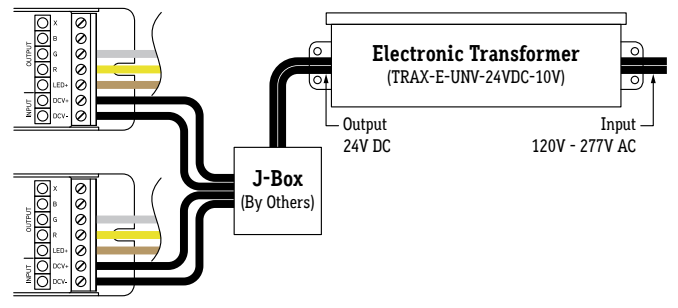 OUTPUT
X
B
G
R
LED+
INPUT
DCV+
DCV-
Electronic Transformer
(TRAX-E-UNV-24VDC-10V)
Output
24V DC
Input
120V - 277V AC
J-Box
(By Others)
OUTPUT
X
B
G
R
LED+
INPUT
DCV+
DCV-